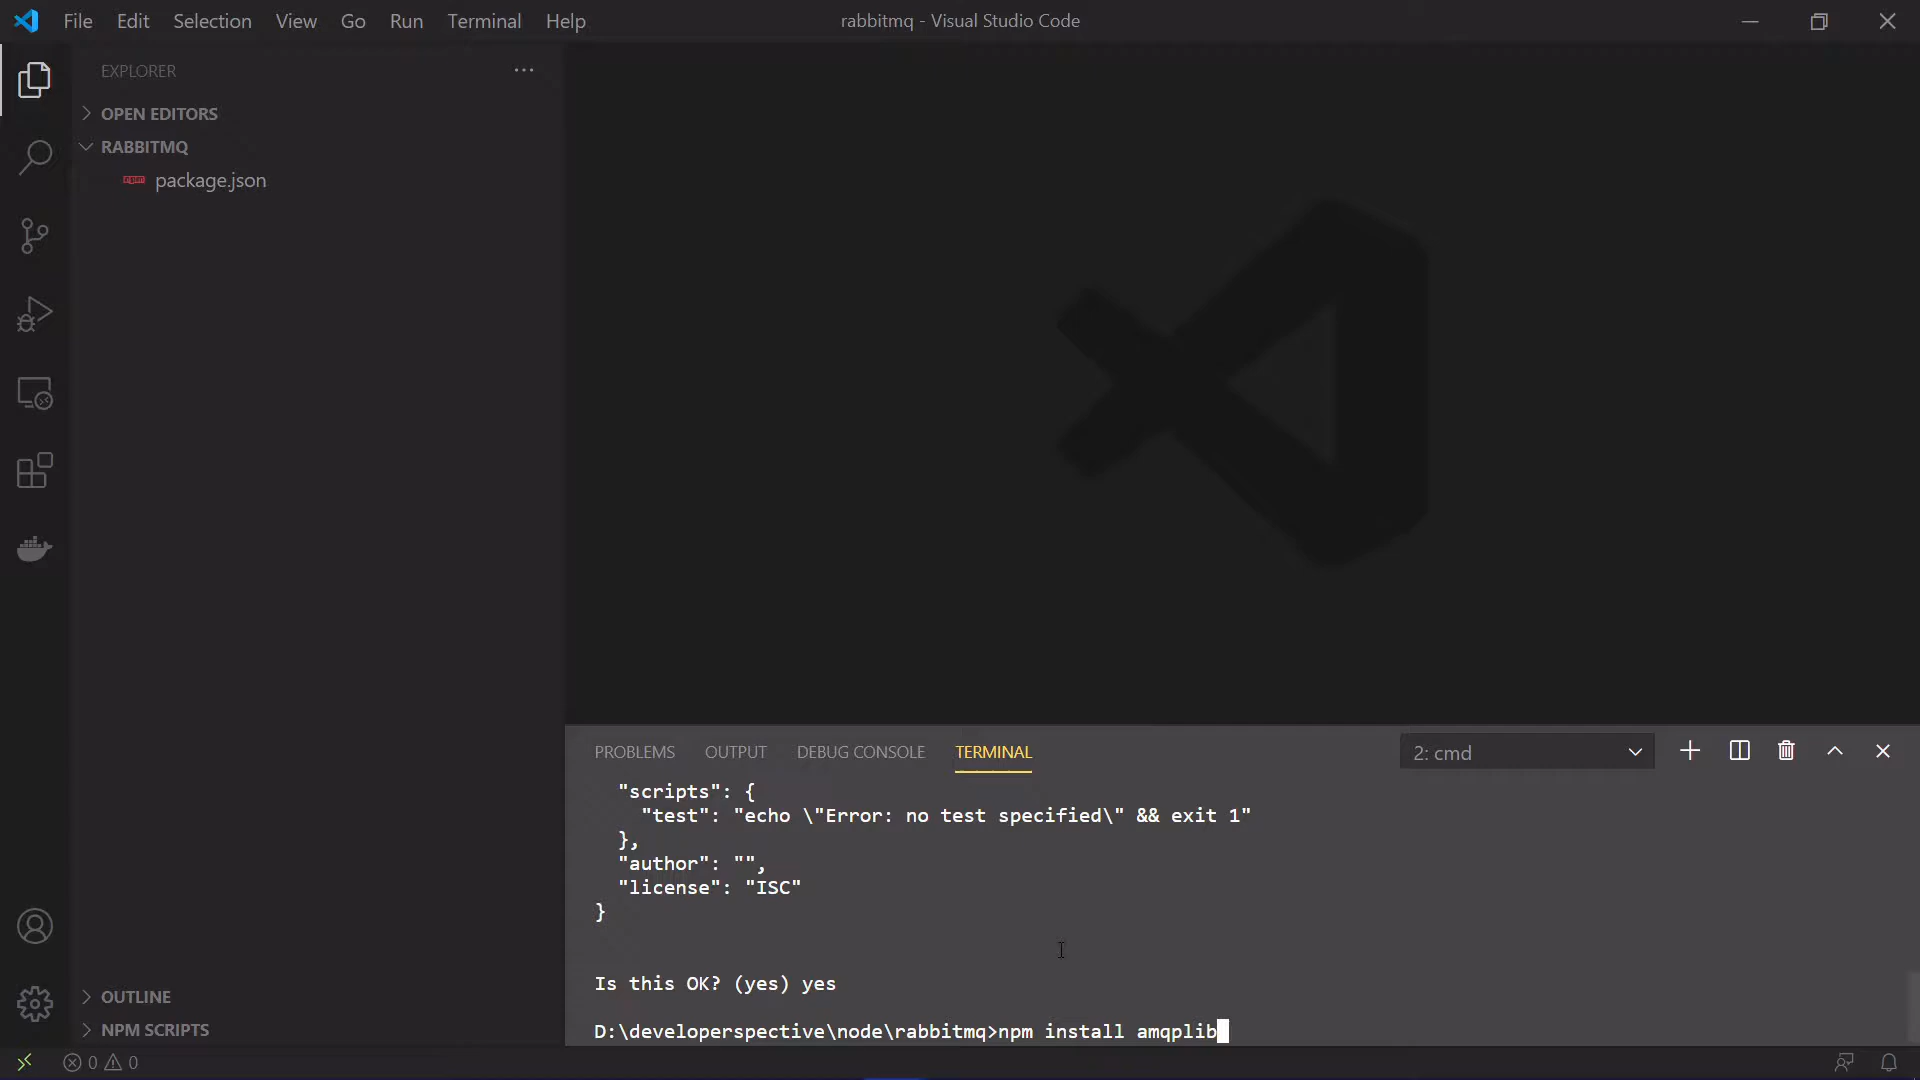 File Edit Selection View Go Run Terminal Help
rabbitmq - Visual Studio Code
EXPLORER
OPEN EDITORS
RABBITMQ
npm package.json
OUTLINE
NPM SCRIPTS
PROBLEMS OUTPUT DEBUG CONSOLE TERMINAL
2: cmd
"scripts": {
"test": "echo \"Error: no test specified\" && exit 1"
},
"author": "",
"license": "ISC"
}
Is this OK? (yes) yes
D:\developerspective\node\rabbitmq>npm install amqplib
0 0